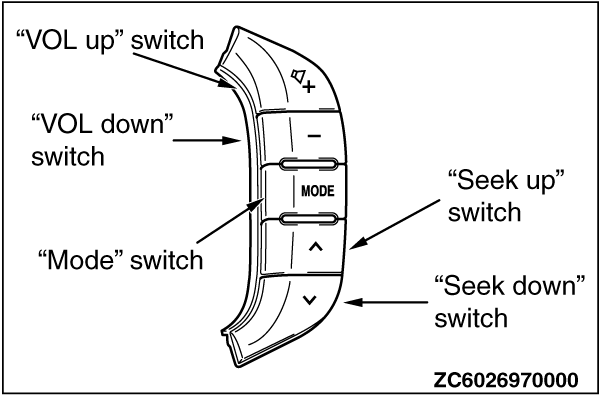 “VOL up” switch
+
“VOL down”
switch
−
MODE
“Seek up”
switch
“Mode” switch
“Seek down”
switch
ZC6026970000